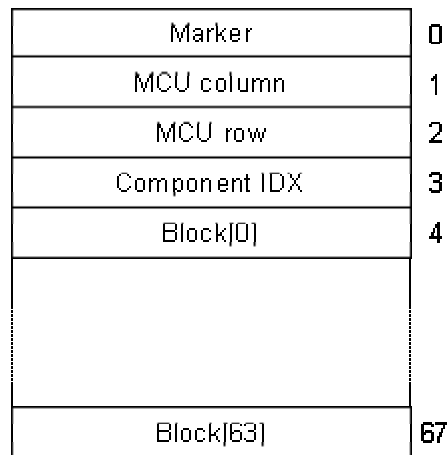 Marker 0
MCU column 1
MCU row 2
Component IDX 3
Block[0] 4
Block[63] 67